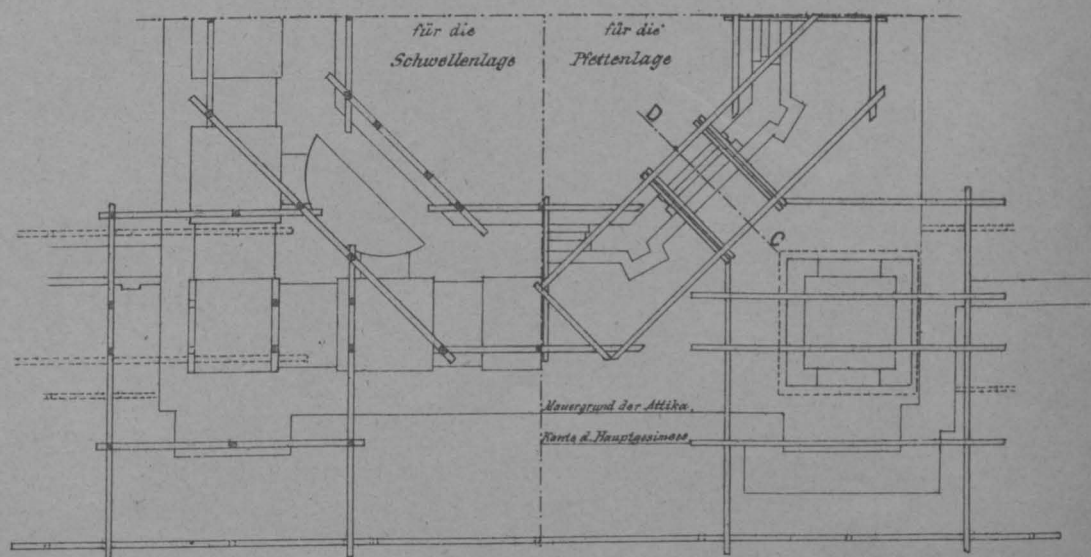 für die
Schwellenlage
für die
Pfettenlage
D
C
Mauergrund der Attika.
Kante d. Hauptgesimses.